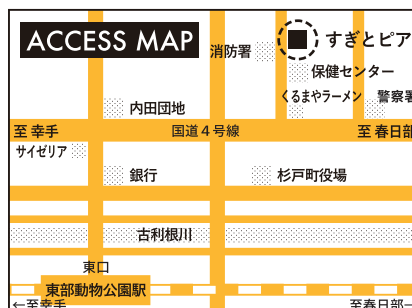 ACCESS MAP
消防署
すぎとピア
保健センター
くるまやラーメン
警察署
内田団地
至 幸手
国道4号線
至 春日部
サイゼリア
銀行
杉戸町役場
古利根川
東口
東部動物公園駅
←至幸手
至春日部→